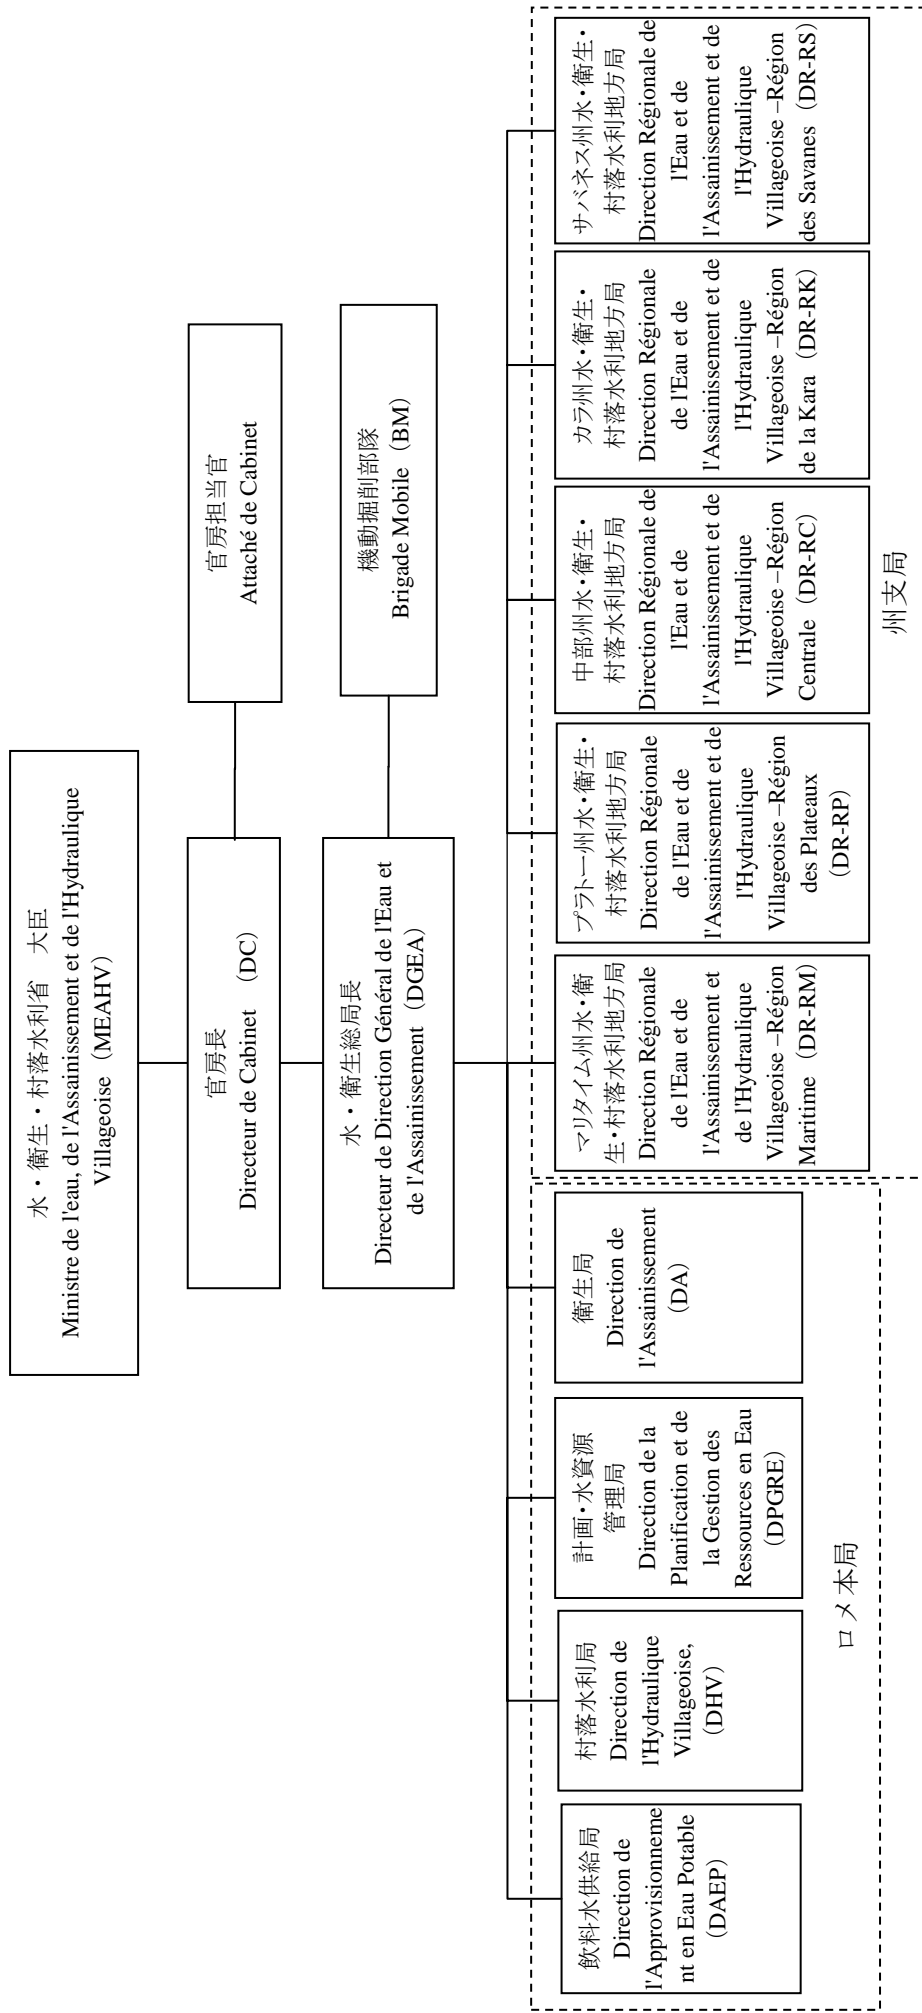 水・衛生・村落水利省　大臣
Ministre de l'eau, de l'Assainissement et de l'Hydraulique
Villageoise（MEAHV）
官房長
Directeur de Cabinet　（DC）
官房担当官
Attaché de Cabinet
水・衛生総局長
Directeur de Direction Général de l'Eau et
de l'Assainissement（DGEA）
機動掘削部隊
Brigade Mobile（BM）
飲料水供給局
Direction de
l'Approvisionneme
nt en Eau Potable
（DAEP）
村落水利局
Direction de
l'Hydraulique
Villageoise,
（DHV）
計画・水資源
管理局
Direction de la
Planification et de
la Gestion des
Ressources en Eau
（DPGRE）
衛生局
Direction de
l'Assainissement
（DA）
ロメ本局
マリタイム州水・衛
生・村落水利地方局
Direction Régionale
de l'Eau et de
l'Assainissement et
de l'Hydraulique
Villageoise –Région
Maritime（DR-RM）
プラトー州水・衛生・
村落水利地方局
Direction Régionale
de l'Eau et de
l'Assainissement et de
l'Hydraulique
Villageoise –Région
des Plateaux
（DR-RP）
中部州水・衛生・
村落水利地方局
Direction Régionale de
l'Eau et de
l'Assainissement et de
l'Hydraulique
Villageoise –Région
Centrale（DR-RC）
カラ州水・衛生・
村落水利地方局
Direction Régionale
de l'Eau et de
l'Assainissement et de
l'Hydraulique
Villageoise –Région
de la Kara（DR-RK）
サバネス州水・衛生・
村落水利地方局
Direction Régionale de
l'Eau et de
l'Assainissement et de
l'Hydraulique
Villageoise –Région
des Savanes（DR-RS）
州支局